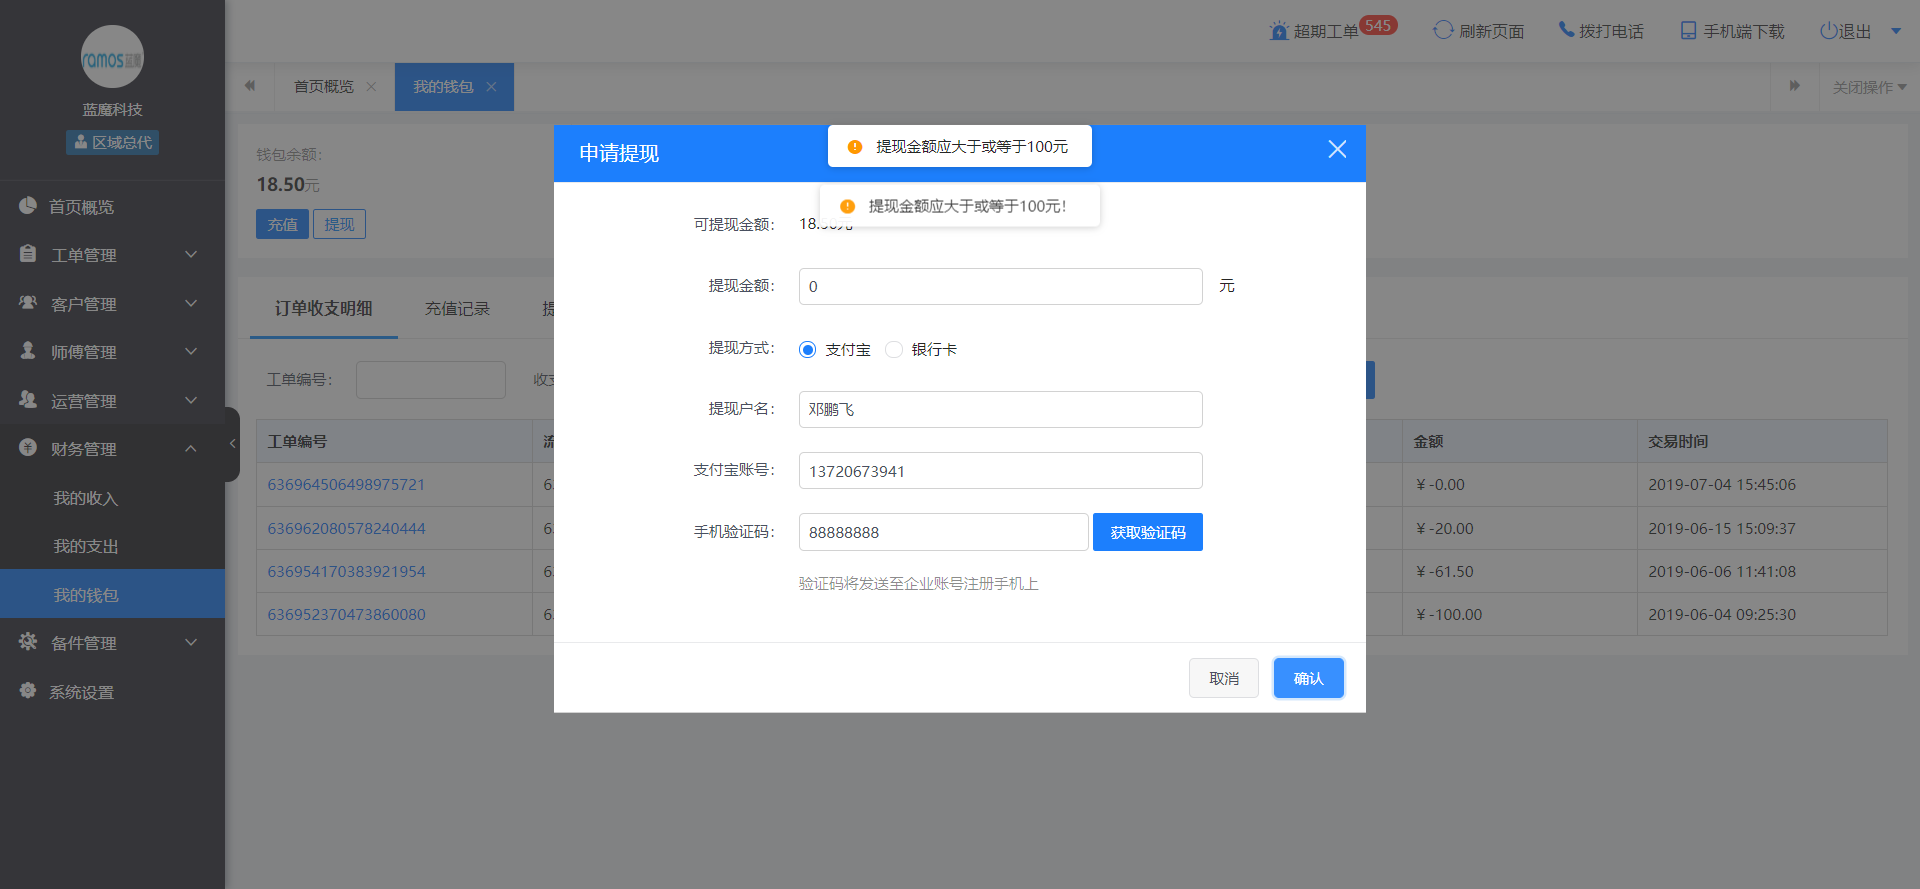 ramos蓝魔
蓝魔科技
区域总代
首页概览
工单管理
客户管理
师傅管理
运营管理
财务管理
我的收入
我的支出
我的钱包
备件管理
系统设置
超期工单 545 刷新页面 拨打电话 手机端下载 退出
首页概览 我的钱包 关闭操作
钱包余额：
18.50元
充值 提现
订单收支明细 充值记录
工单编号：
工单编号 金额 交易时间
636964506498975721 ¥ -0.00 2019-07-04 15:45:06
636962080578240444 ¥ -20.00 2019-06-15 15:09:37
636954170383921954 ¥ -61.50 2019-06-06 11:41:08
636952370473860080 ¥ -100.00 2019-06-04 09:25:30
申请提现
提现金额应大于或等于100元
提现金额应大于或等于100元！
可提现金额： 18.50元
提现金额： 0 元
提现方式： 支付宝 银行卡
提现户名： 邓鹏飞
支付宝账号： 13720673941
手机验证码： 88888888 获取验证码
验证码将发送至企业账号注册手机上
取消 确认